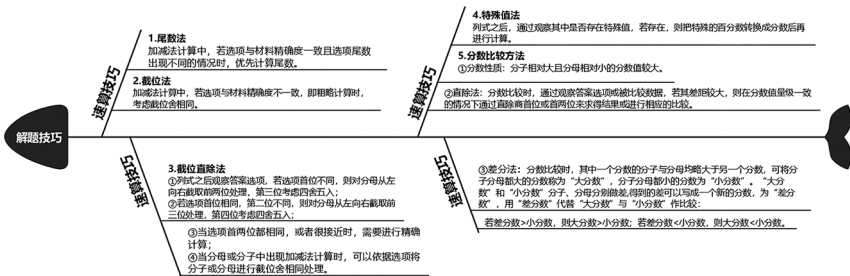 解题技巧
速算技巧
1.尾数法
加减法计算中，若选项与材料精确度一致且选项尾数
出现不同的情况时，优先计算尾数。
2.截位法
加减法计算中，若选项与材料精确度不一致，即粗略计算时，
考虑截位舍相同。
速算技巧
3.截位直除法
①列式之后观察答案选项，若选项首位不同，则对分母从左
向右截取前两位处理，第三位考虑四舍五入；
②若选项首位相同，第二位不同，则对分母从左向右截取前
三位处理，第四位考虑四舍五入；
③当选项首两位都相同，或者很接近时，需要进行精确
计算；
④当分母或分子中出现加减法计算时，可以依据选项将
分子或分母进行截位舍相同处理。
速算技巧
4.特殊值法
列式之后，通过观察其中是否存在特殊值，若存在，则把特殊的百分数转换成分数后再
进行计算。
5.分数比较方法
①分数性质：分子相对大且分母相对小的分数值较大。
②直除法：分数比较时，通过观察答案选项或被比较数据，若其差距较大，则在分数值量级一致
的情况下通过直除商首位或首两位来求得结果或进行相应的比较。
速算技巧
③差分法：分数比较时，其中一个分数的分子与分母均略大于另一个分数，可将分
子分母都大的分数称为“大分数”，分子分母都小的分数为“小分数”。“大分
数”和“小分数”分子、分母分别做差,得到的差可以写成一个新的分数，为“差分
数”，用“差分数”代替“大分数”与“小分数”作比较：
若差分数>小分数，则大分数>小分数；若差分数<小分数，则大分数<小分数。